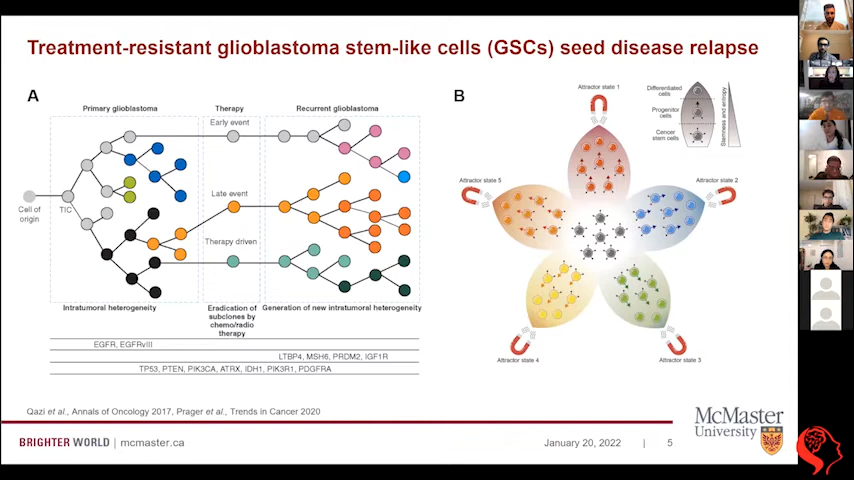 Treatment-resistant glioblastoma stem-like cells (GSCs) seed disease relapse
A
Primary glioblastoma
Therapy
Recurrent glioblastoma
Early event
Cell of
origin
TIC
Late event
Therapy driven
Intratumoral heterogeneity
Eradication of
subclones by
chemo/radio
therapy
Generation of new intratumoral heterogeneity
EGFR, EGFRvIII
LTBP4, MSH6, PRDM2, IGF1R
TP53, PTEN, PIK3CA, ATRX, IDH1, PIK3R1, PDGFRA
B
Attractor state 1
Differentiated
cells
Progenitor
cells
Cancer
stem cells
Stemness and entropy
Attractor state 5
Attractor state 2
Attractor state 4
Attractor state 3
Qazi et al., Annals of Oncology 2017, Prager et al., Trends in Cancer 2020
BRIGHTER WORLD | mcmaster.ca
January 20, 2022 | 5
McMaster
University